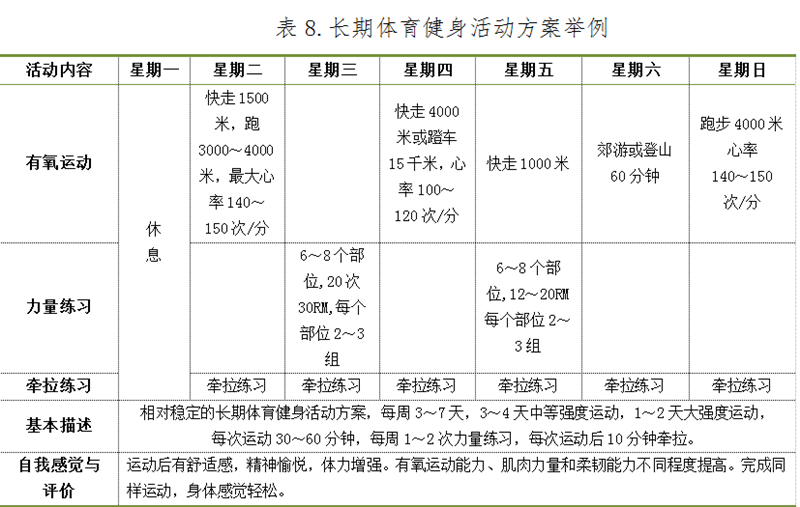 表 8.长期体育健身活动方案举例
活动内容 星期一 星期二 星期三 星期四 星期五 星期六 星期日
有氧运动
快走 1500
米，跑
3000～4000
米，最大心
率 140～
150 次/分
快走 4000
米或蹬车
15 千米，心
率 100～
120 次/分
快走 1000 米
郊游或登山
60 分钟
跑步 4000 米
心率
140～150
次/分
休
息
力量练习
6～8 个部
位,20 次
30RM,每个
部位 2～3
组
6～8 个部
位,12～20RM
每个部位 2～
3 组
牵拉练习 牵拉练习 牵拉练习 牵拉练习 牵拉练习 牵拉练习 牵拉练习
基本描述
相对稳定的长期体育健身活动方案，每周 3～7 天，3～4 天中等强度运动，1～2 天大强度运动，
每次运动 30～60 分钟，每周 1～2 次力量练习，每次运动后 10 分钟牵拉。
自我感觉与
评价
运动后有舒适感，精神愉悦，体力增强。有氧运动能力、肌肉力量和柔韧能力不同程度提高。完成同
样运动，身体感觉轻松。